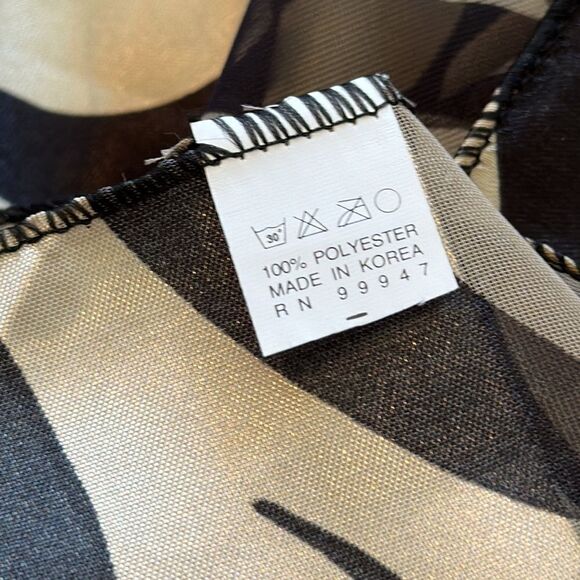 30°
100% POLYESTER
MADE IN KOREA
R N 99947